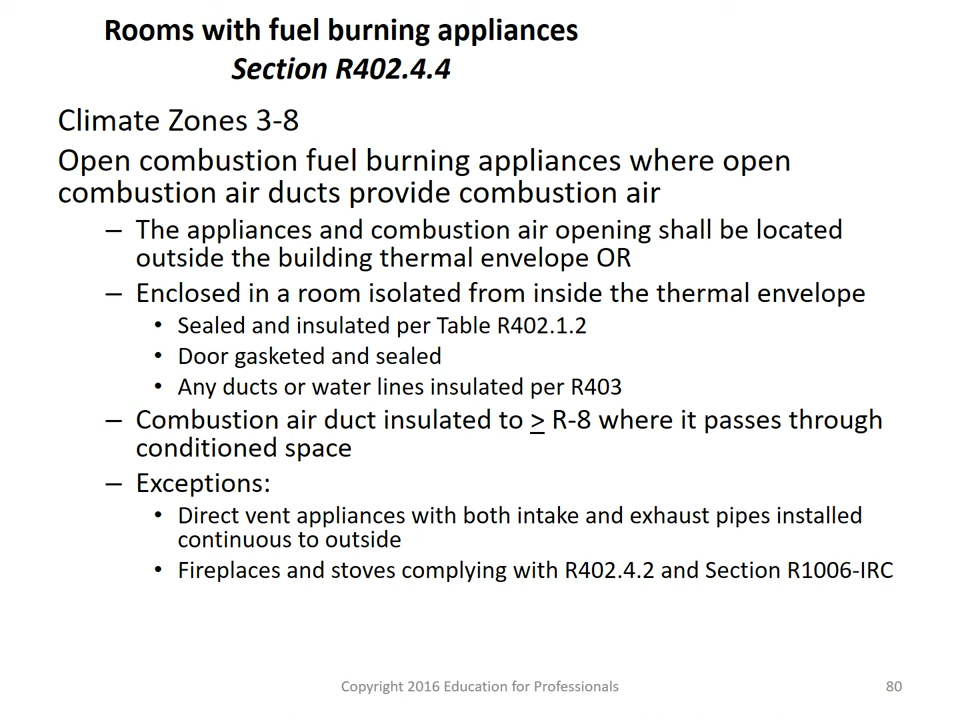 Rooms with fuel burning appliances
Section R402.4.4
Climate Zones 3-8
Open combustion fuel burning appliances where open
combustion air ducts provide combustion air
– The appliances and combustion air opening shall be located
outside the building thermal envelope OR
– Enclosed in a room isolated from inside the thermal envelope
• Sealed and insulated per Table R402.1.2
• Door gasketed and sealed
• Any ducts or water lines insulated per R403
– Combustion air duct insulated to > R-8 where it passes through
conditioned space
– Exceptions:
• Direct vent appliances with both intake and exhaust pipes installed
continuous to outside
• Fireplaces and stoves complying with R402.4.2 and Section R1006-IRC
Copyright 2016 Education for Professionals
80